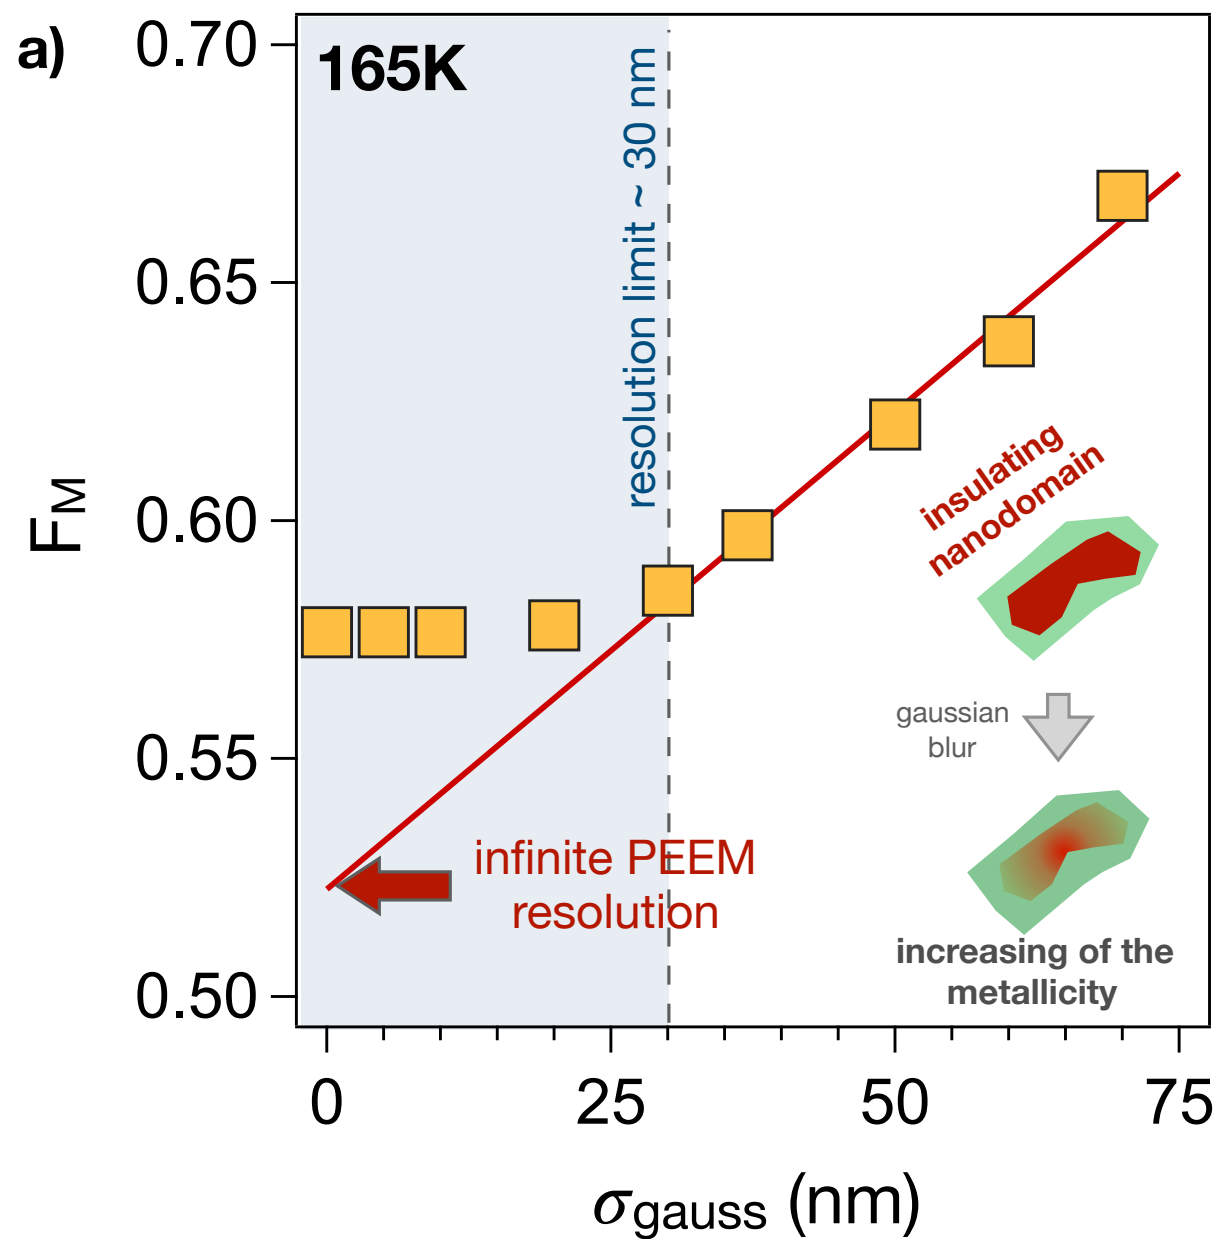 a)
165K
0.70
0.65
0.60
0.55
0.50
F_M
resolution limit ~ 30 nm
insulating
nanodomain
gaussian
blur
infinite PEEM
resolution
increasing of the
metallicity
0
25
50
75
σ_gauss (nm)